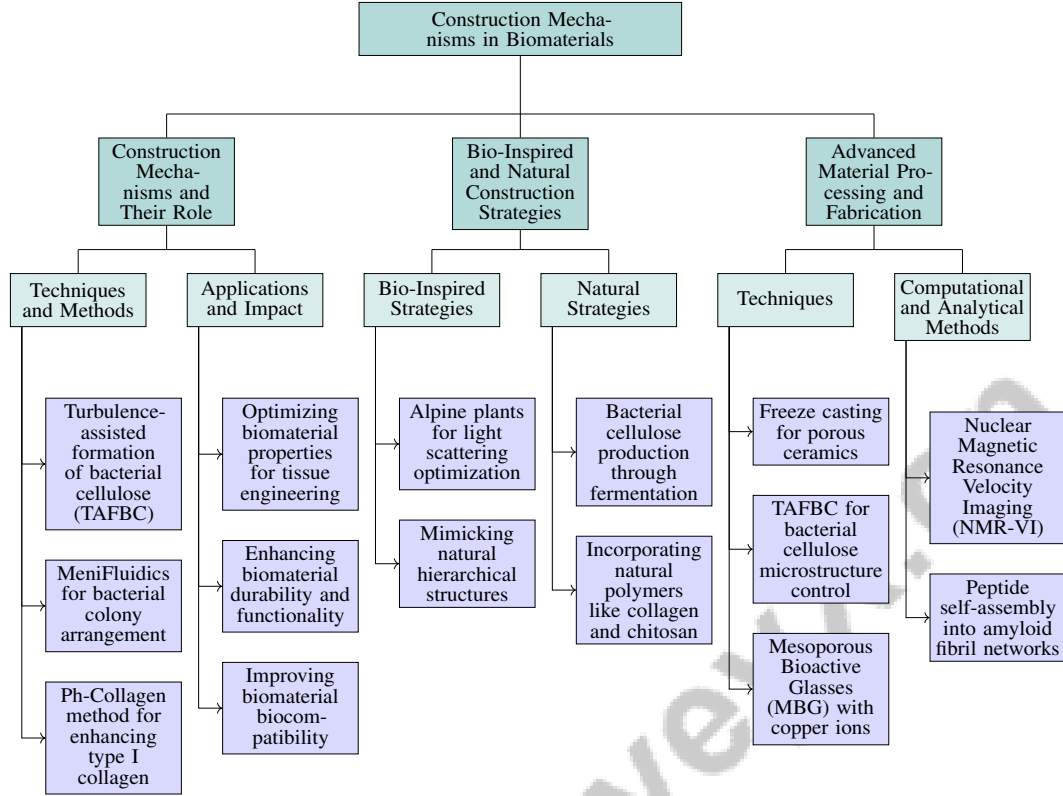 Construction Mecha-
nisms in Biomaterials
Construction
Mecha-
nisms and
Their Role
Bio-Inspired
and Natural
Construction
Strategies
Advanced
Material Pro-
cessing and
Fabrication
Techniques
and Methods
Applications
and Impact
Bio-Inspired
Strategies
Natural
Strategies
Techniques
Computational
and Analytical
Methods
Turbulence-
assisted
formation
of bacterial
cellulose
(TAFBC)
MeniFluidics
for bacterial
colony
arrangement
Ph-Collagen
method for
enhancing
type I
collagen
Optimizing
biomaterial
properties
for tissue
engineering
Enhancing
biomaterial
durability and
functionality
Improving
biomaterial
biocom-
patibility
Alpine plants
for light
scattering
optimization
Mimicking
natural
hierarchical
structures
Bacterial
cellulose
production
through
fermentation
Incorporating
natural
polymers
like collagen
and chitosan
Freeze casting
for porous
ceramics
TAFBC for
bacterial
cellulose
microstructure
control
Mesoporous
Bioactive
Glasses
(MBG) with
copper ions
Nuclear
Magnetic
Resonance
Velocity
Imaging
(NMR-VI)
Peptide
self-assembly
into amyloid
fibril networks